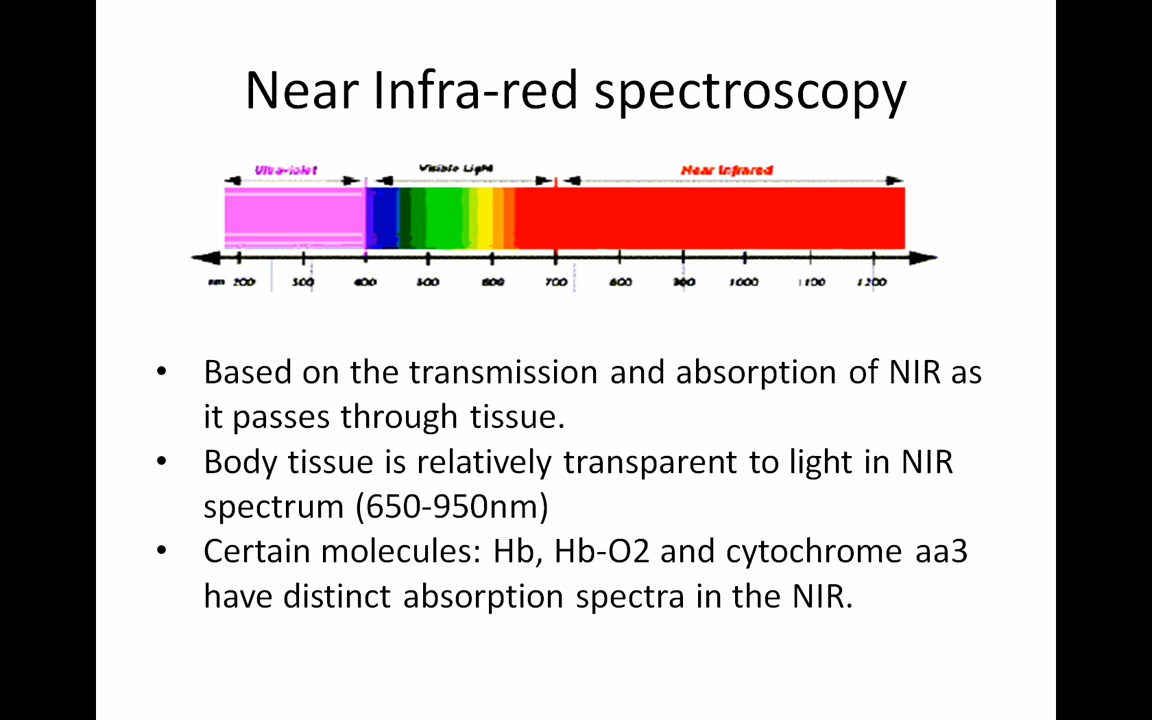 Near Infra-red spectroscopy
Ultraviolet Visible Light Near Infrared
nm 200 300 400 500 600 700 800 900 1000 1100 1200
• Based on the transmission and absorption of NIR as
it passes through tissue.
• Body tissue is relatively transparent to light in NIR
spectrum (650-950nm)
• Certain molecules: Hb, Hb-O2 and cytochrome aa3
have distinct absorption spectra in the NIR.